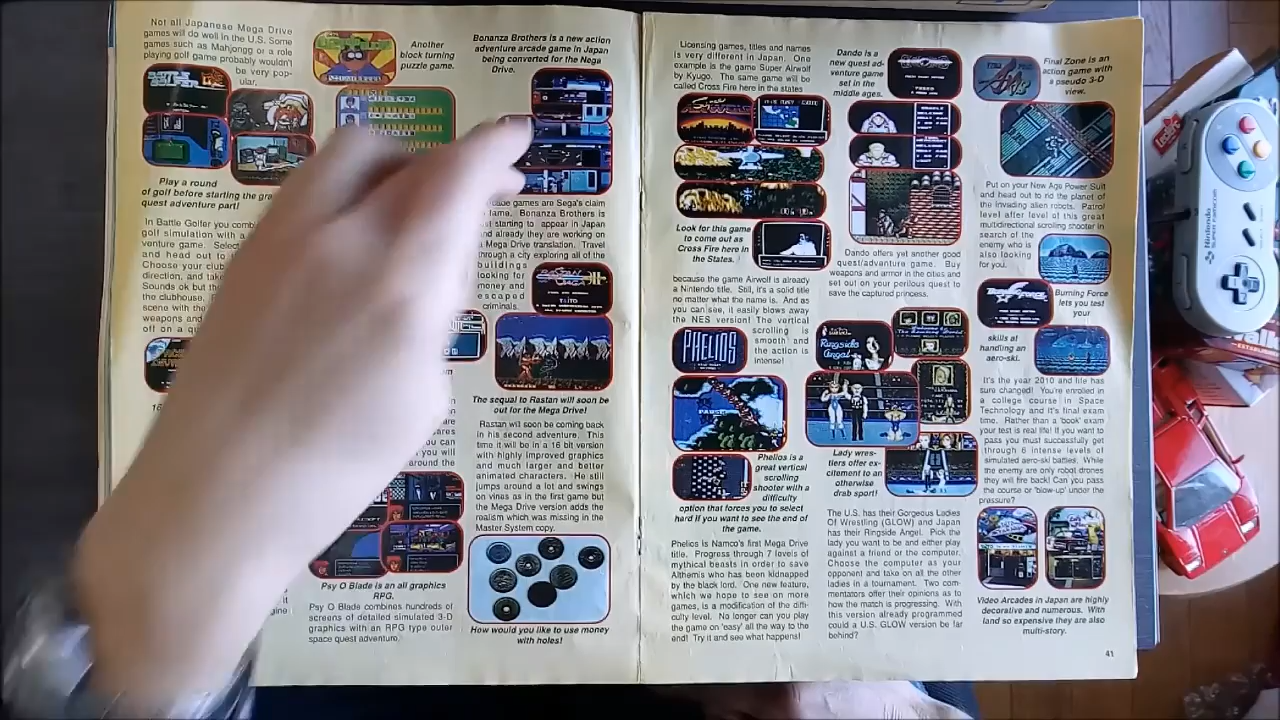 Not all Japanese Mega Drive
games will do well in the U.S. Some
games such as Mahjongg or a role
playing golf game probably wouldn't
be very pop-
ular.
Play a round
of golf before starting the
quest adventure part!
In Battle Golfer you
golf simulation with a
venture game. Select
and head out to
Choose your club
direction, and take
Sounds ok but
the clubhouse.
scene with the
weapons and
off on a
Another
block turning
puzzle game.
you can
you will
around the
Psy O Blade is an all graphics
RPG.
Psy O Blade combines hundreds of
screens of detailed simulated 3-D
graphics with an RPG type outer
space quest adventure.
Bonanza Brothers is a new action
adventure arcade game in Japan
being converted for the Nega
Drive.
games are Sega's claim
fame. Bonanza Brothers is
starting to appear in Japan
and already they are working on
a Mega Drive translation. Travel
through a city exploring all of the
buildings
looking for
money and
escaped
criminals.
RASTAN
SAGA II
TAITO
The sequel to Rastan will soon be
out for the Mega Drive!
Rastan will soon be coming back
in his second adventure. This
time it will be in a 16 bit version
with highly improved graphics
and much larger and better
animated characters. He still
jumps around a lot and swings
on vines as in the first game but
the Mega Drive version adds the
realism which was missing in the
Master System copy.
How would you like to use money
with holes!
Licensing games, titles and names
is very different in Japan. One
example is the game Super Airwolf
by Kyugo. The same game will be
called Cross Fire here in the states
Look for this game
to come out as
Cross Fire here in
the States.
because the game Airwolf is already
a Nintendo title. Still, it's a solid title
no matter what the name is. And as
you can see, it easily blows away
the NES version! The vertical
scrolling is
smooth and
the action is
intense!
PHELIOS
Phelios is a
great vertical
scrolling
shooter with a
difficulty
option that forces you to select
hard if you want to see the end of
the game.
Phelios is Namco's first Mega Drive
title. Progress through 7 levels of
mythical beasts in order to save
Althemis who has been kidnapped
by the black lord. One new feature,
which we hope to see on more
games, is a modification of the diffi-
culty level. No longer can you play
the game on 'easy' all the way to the
end! Try it and see what happens!
Dando is a
new quest ad-
venture game
set in the
middle ages.
Dando offers yet another good
quest/adventure game. Buy
weapons and armor in the cities and
set out on your perilous quest to
save the captured princess.
Ringside
Angel
Lady wres-
tlers offer ex-
citement to an
otherwise
drab sport!
The U.S. has their Gorgeous Ladies
Of Wrestling (GLOW) and Japan
has their Ringside Angel. Pick the
lady you want to be and either play
against a friend or the computer.
Choose the computer as your
opponent and take on all the other
ladies in a tournament. Two com-
mentators offer their opinions as to
how the match is progressing. With
this version already programmed
could a U.S. GLOW version be far
behind?
Final Zone is an
action game with
a pseudo 3-D
view.
Put on your New Age Power Suit
and head out to rid the planet of
the invading alien robots. Patrol
level after level of this great
multidirectional scrolling shooter in
search of the
enemy who is
also looking
for you.
Burning Force
lets you test
your
skills at
handling an
aero-ski.
It's the year 2010 and life has
sure changed! You're enrolled in
a college course in Space
Technology and it's final exam
time. Rather than a 'book' exam
your test is real life! If you want to
pass you must successfully get
through 6 intense levels of
simulated aero-ski battles. While
the enemy are only robot drones
they will fire back! Can you pass
the course or 'blow-up' under the
pressure?
Video Arcades in Japan are highly
decorative and numerous. With
land so expensive they are also
multi-story.
41
Nintendo
SUPER FAMICOM